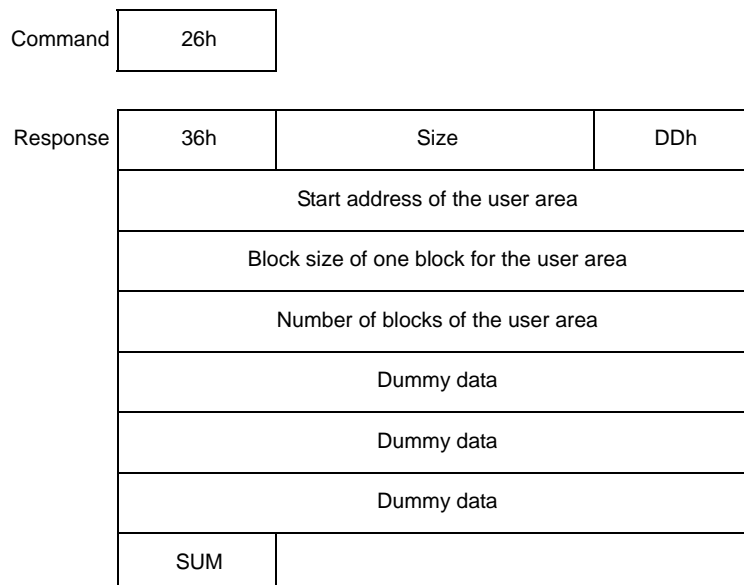 Command 26h
Response 36h Size DDh
Start address of the user area
Block size of one block for the user area
Number of blocks of the user area
Dummy data
Dummy data
Dummy data
SUM